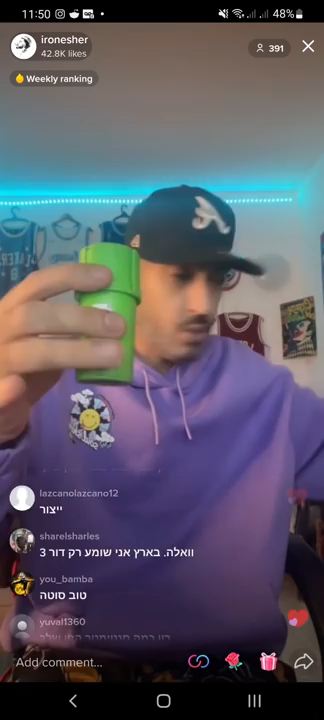 11:50
48%
ironesher
42.8K likes
391
Weekly ranking
lazcanolazcano12
ייצור
sharelsharles
וואלה. בארץ אני שומע רק דור 3
you_bamba
טוב סוטה
yuval1360
Add comment...